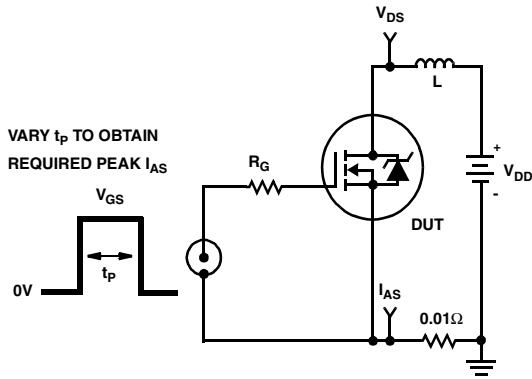 V_DS
L
VARY t_P TO OBTAIN
REQUIRED PEAK I_AS
R_G
+
V_DD
-
V_GS
DUT
t_P
0V
I_AS
0.01Ω